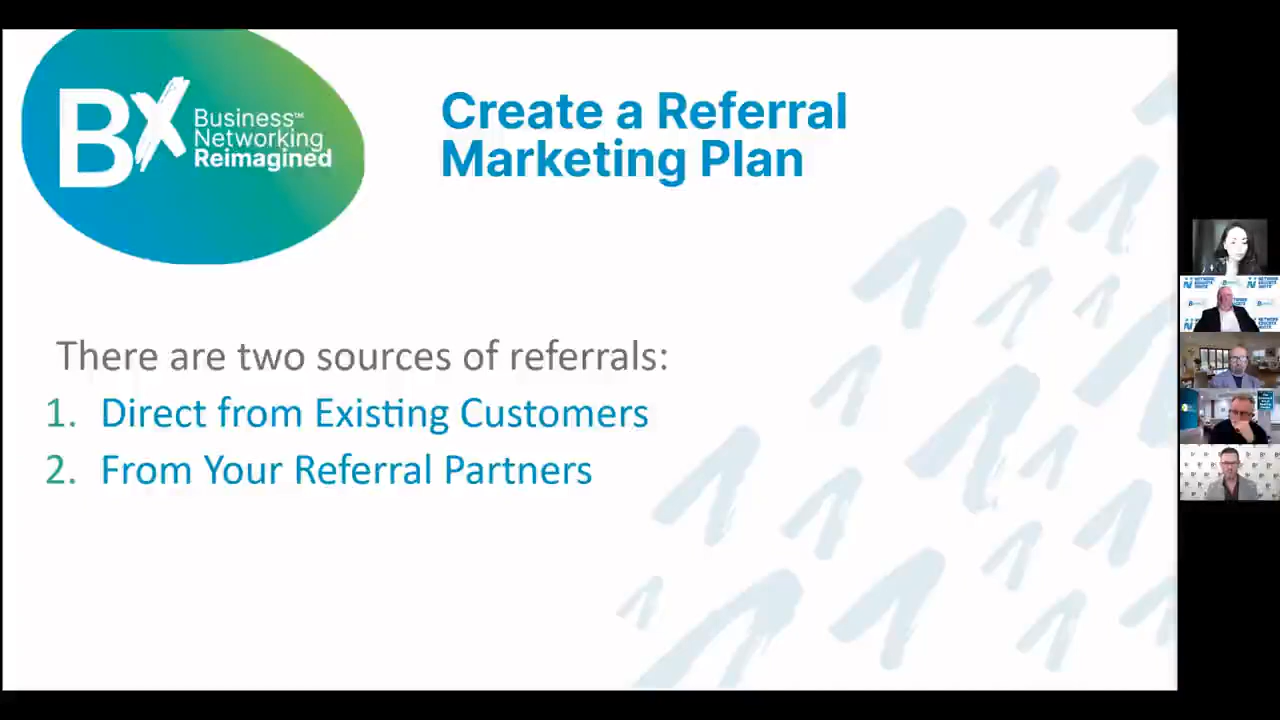 BX
Business™
Networking
Reimagined
Create a Referral
Marketing Plan
There are two sources of referrals:
1. Direct from Existing Customers
2. From Your Referral Partners